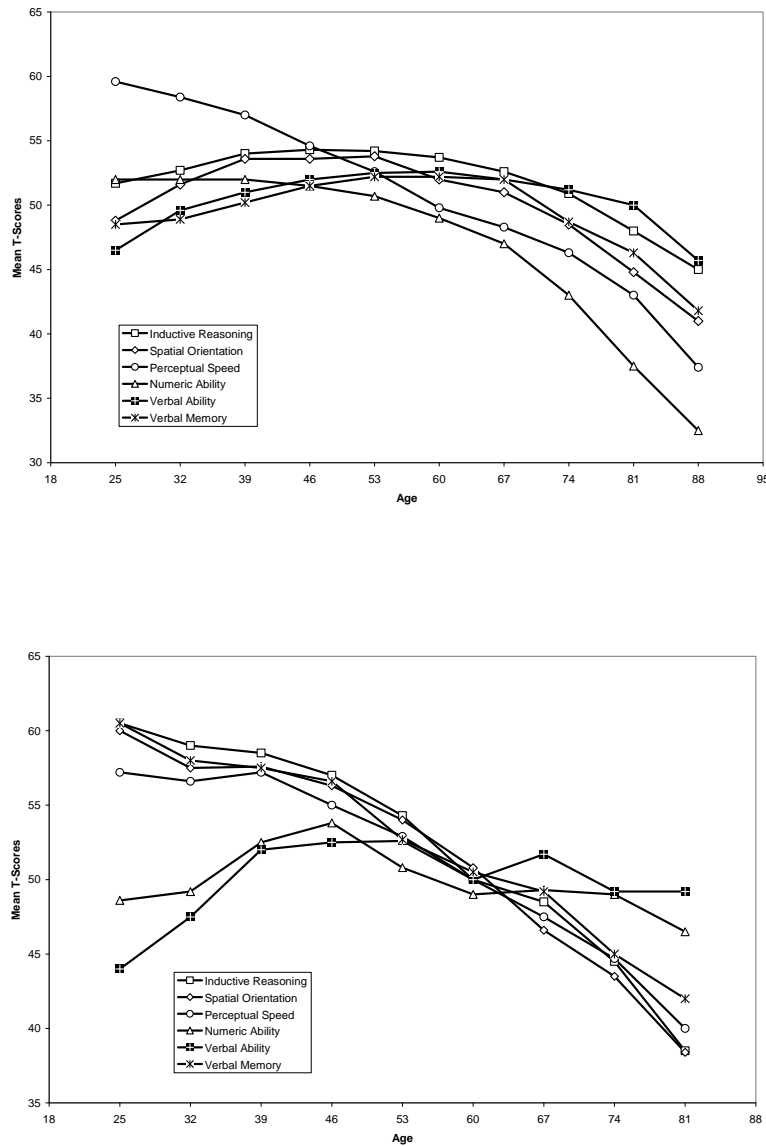 65
60
55
50
45
40
35
30
Mean T-Scores
Inductive Reasoning
Spatial Orientation
Perceptual Speed
Numeric Ability
Verbal Ability
Verbal Memory
18 25 32 39 46 53 60 67 74 81 88 95
Age
65
60
55
50
45
40
35
Mean T-Scores
Inductive Reasoning
Spatial Orientation
Perceptual Speed
Numeric Ability
Verbal Ability
Verbal Memory
18 25 32 39 46 53 60 67 74 81 88
Age